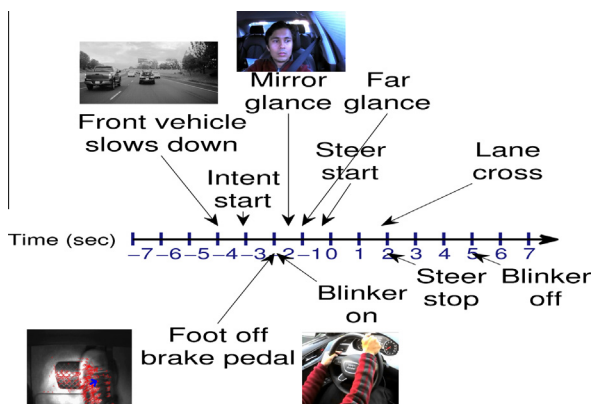 Mirror
glance
Far
glance
Front vehicle
slows down
Steer
start
Lane
cross
Intent
start
Time (sec)
−7 −6 −5 −4 −3 −2 −1 0 1 2 3 4 5 6 7
Steer
stop
Blinker
off
Blinker
on
Foot off
brake pedal